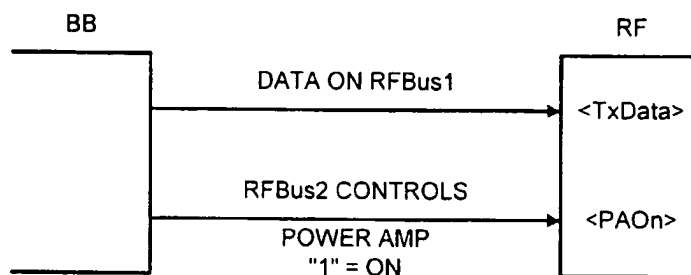 BB
RF
DATA ON RFBus1
<TxData>
RFBus2 CONTROLS
<PAOn>
POWER AMP
"1" = ON